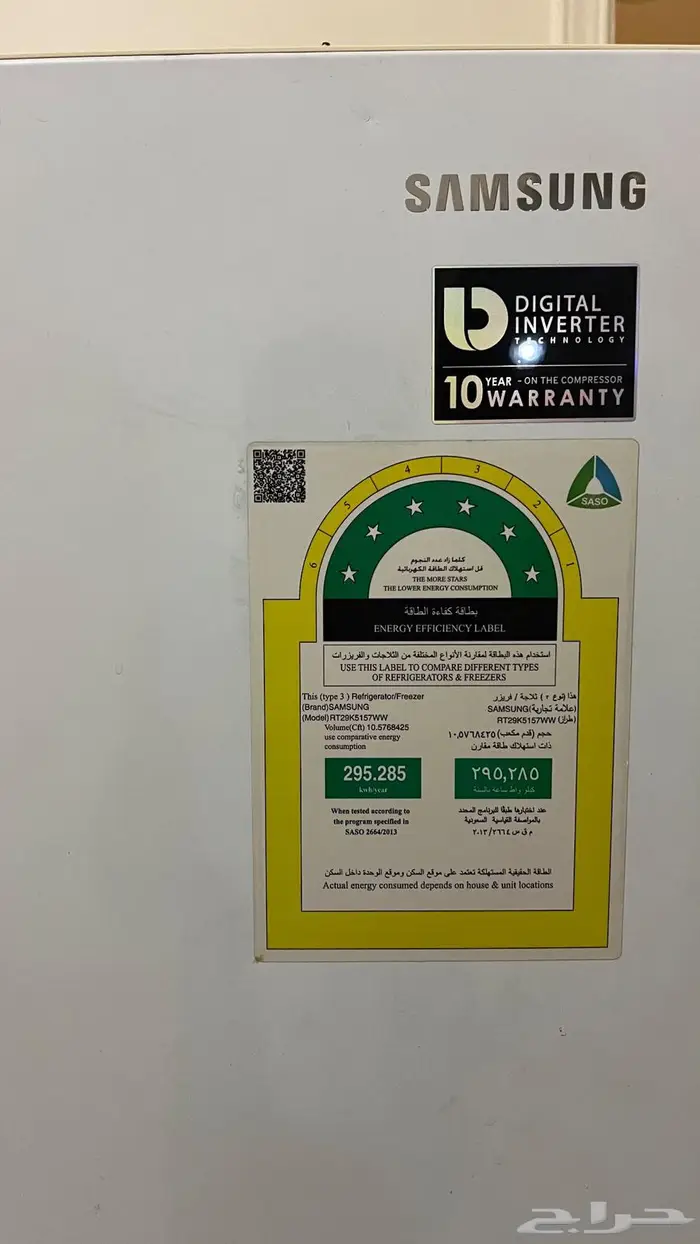 SAMSUNG
DIGITAL
INVERTER
TECHNOLOGY
10 YEAR - ON THE COMPRESSOR
WARRANTY
6 5 4 3 2 1
SASO
كلما زاد عدد النجوم
قل استهلاك الطاقة الكهربائية
THE MORE STARS
THE LOWER ENERGY CONSUMPTION
بطاقة كفاءة الطاقة
ENERGY EFFICIENCY LABEL
استخدام هذه البطاقة لمقارنة الأنواع المختلفة من الثلاجات والفريزرات
USE THIS LABEL TO COMPARE DIFFERENT TYPES
OF REFRIGERATORS & FREEZERS
This (type 3 ) Refrigerator/Freezer
(Brand)SAMSUNG
(Model)RT29K5157WW
Volume(Cft) 10.5768425
use comparative energy
consumption
هذا (نوع ٣ ) ثلاجة / فريزر
(علامة تجارية)SAMSUNG
(طراز) RT29K5157WW
حجم (قدم مكعب) ١٠,٥٧٦٨٤٢٥
ذات استهلاك طاقة مقارن
295.285
kwh/year
٢٩٥,٢٨٥
كيلو واط ساعة بالسنة
When tested according to
the program specified in
SASO 2664/2013
عند اختبارها طبقا للبرنامج المحدد
بالمواصفة القياسية السعودية
م ق س ٢٠١٣/٢٦٦٤
الطاقة الحقيقية المستهلكة تعتمد على موقع السكن وموقع الوحدة داخل السكن
Actual energy consumed depends on house & unit locations
حراج